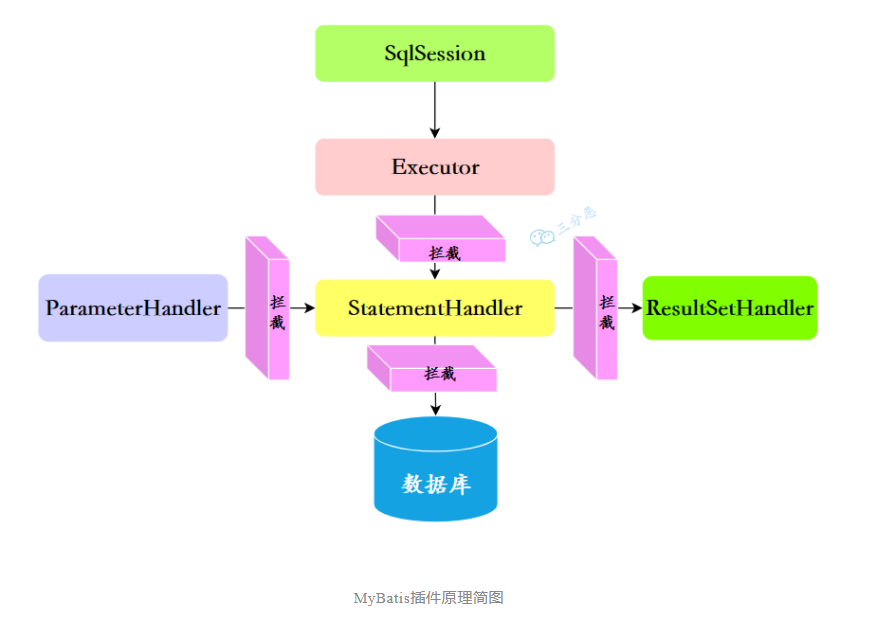 SqlSession
Executor
三分恶
拦截
ParameterHandler
拦截
StatementHandler
拦截
ResultSetHandler
拦截
数据库
MyBatis插件原理简图